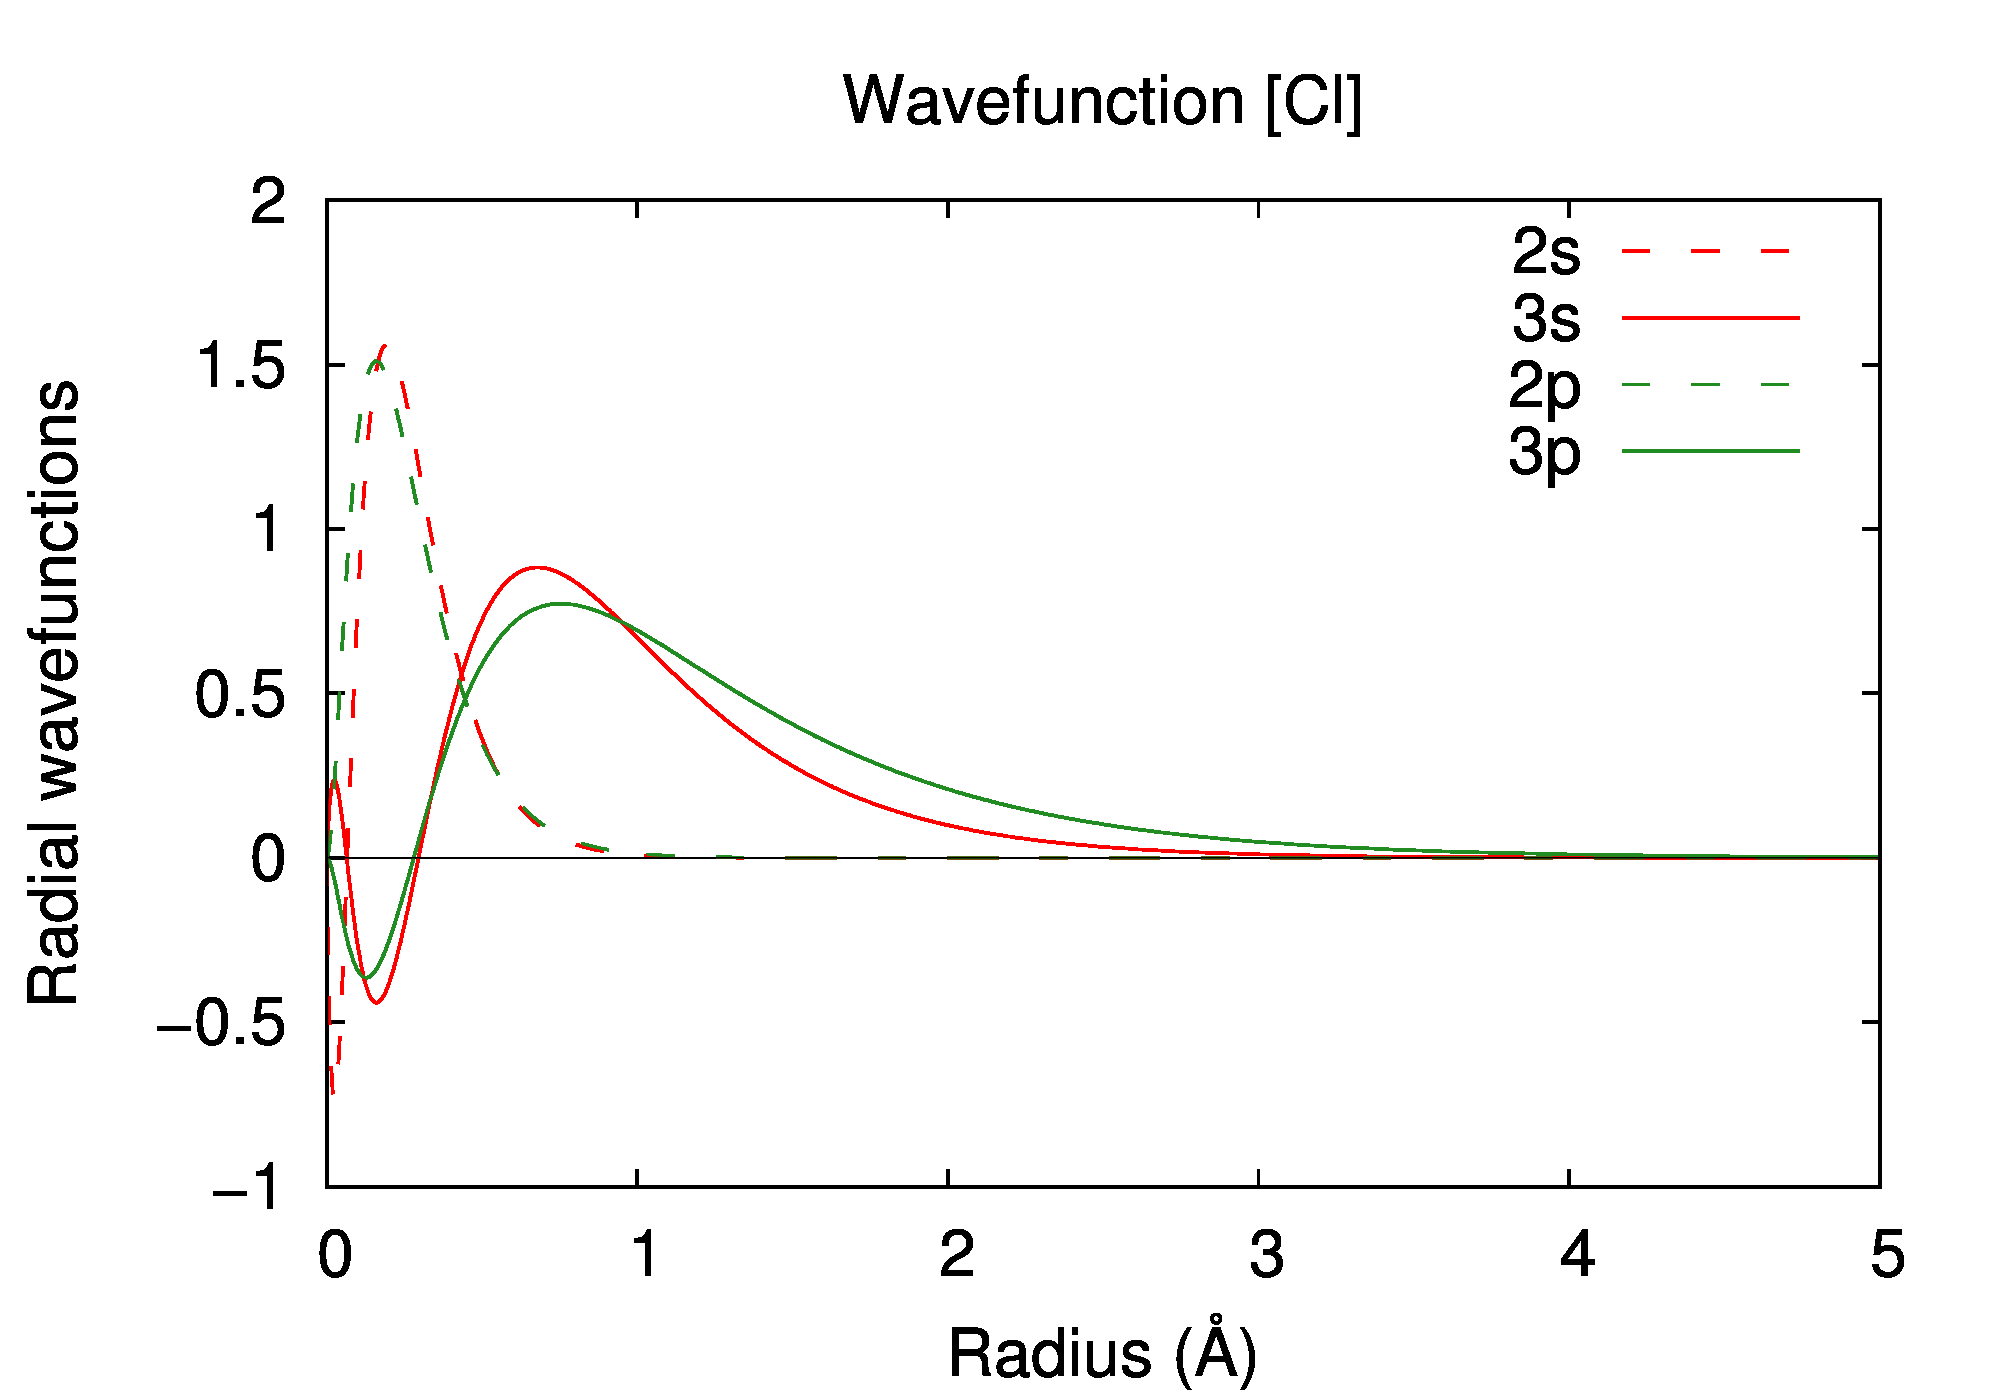 Wavefunction [Cl]
2
1.5
1
0.5
0
−0.5
−1
Radial wavefunctions
2s
3s
2p
3p
0 1 2 3 4 5
Radius (Å)